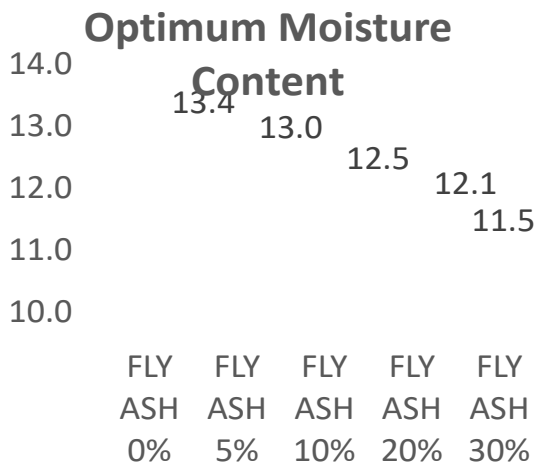 Optimum Moisture
Content
14.0
13.0
12.0
11.0
10.0
13.4
13.0
12.5
12.1
11.5
FLY ASH 0%
FLY ASH 5%
FLY ASH 10%
FLY ASH 20%
FLY ASH 30%